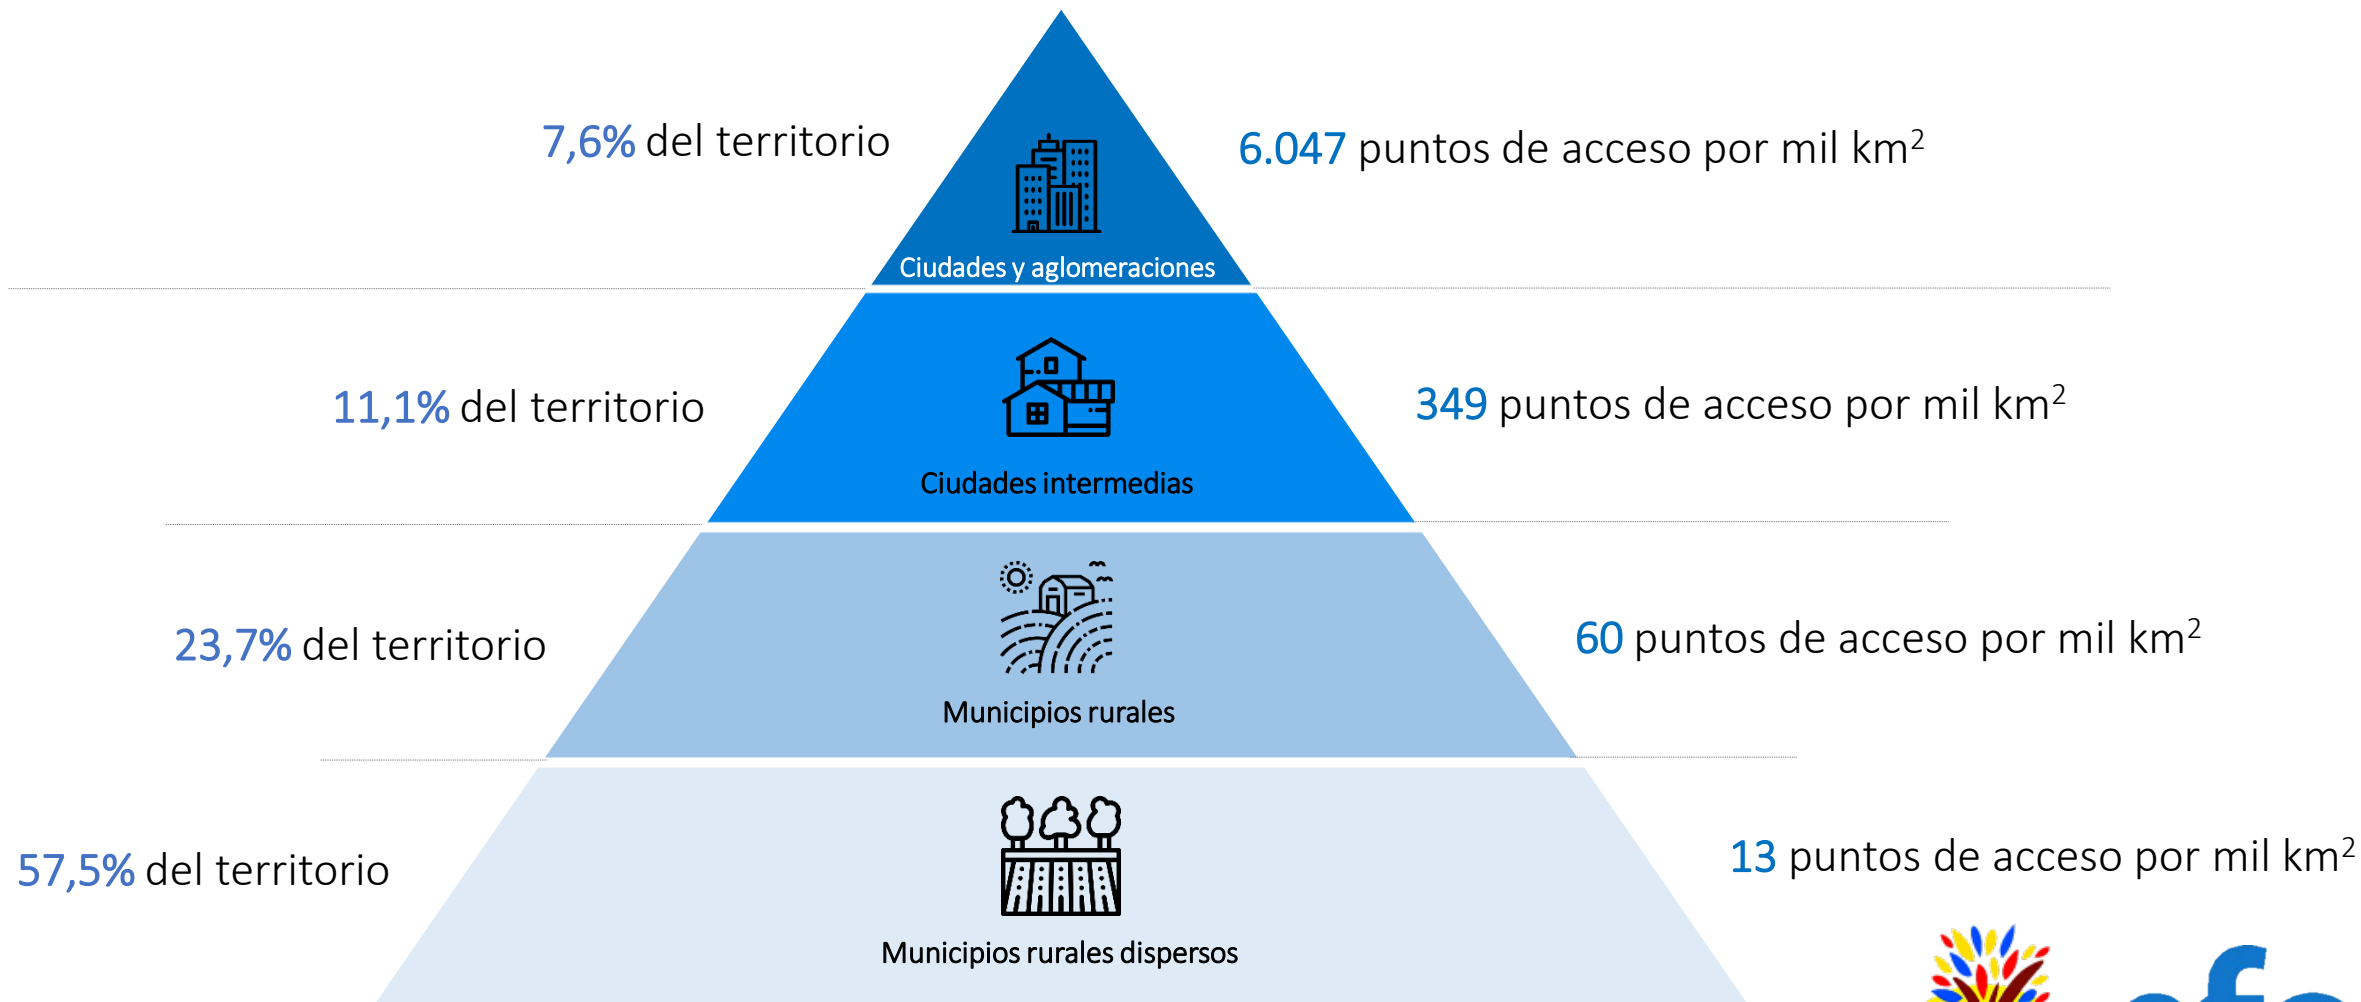 7,6% del territorio
6.047 puntos de acceso por mil km²
Ciudades y aglomeraciones
11,1% del territorio
349 puntos de acceso por mil km²
Ciudades intermedias
23,7% del territorio
60 puntos de acceso por mil km²
Municipios rurales
57,5% del territorio
13 puntos de acceso por mil km²
Municipios rurales dispersos